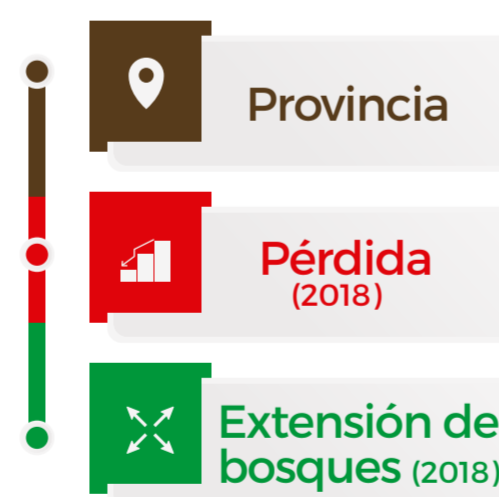 Provincia
Pérdida
(2018)
Extensión de
bosques (2018)